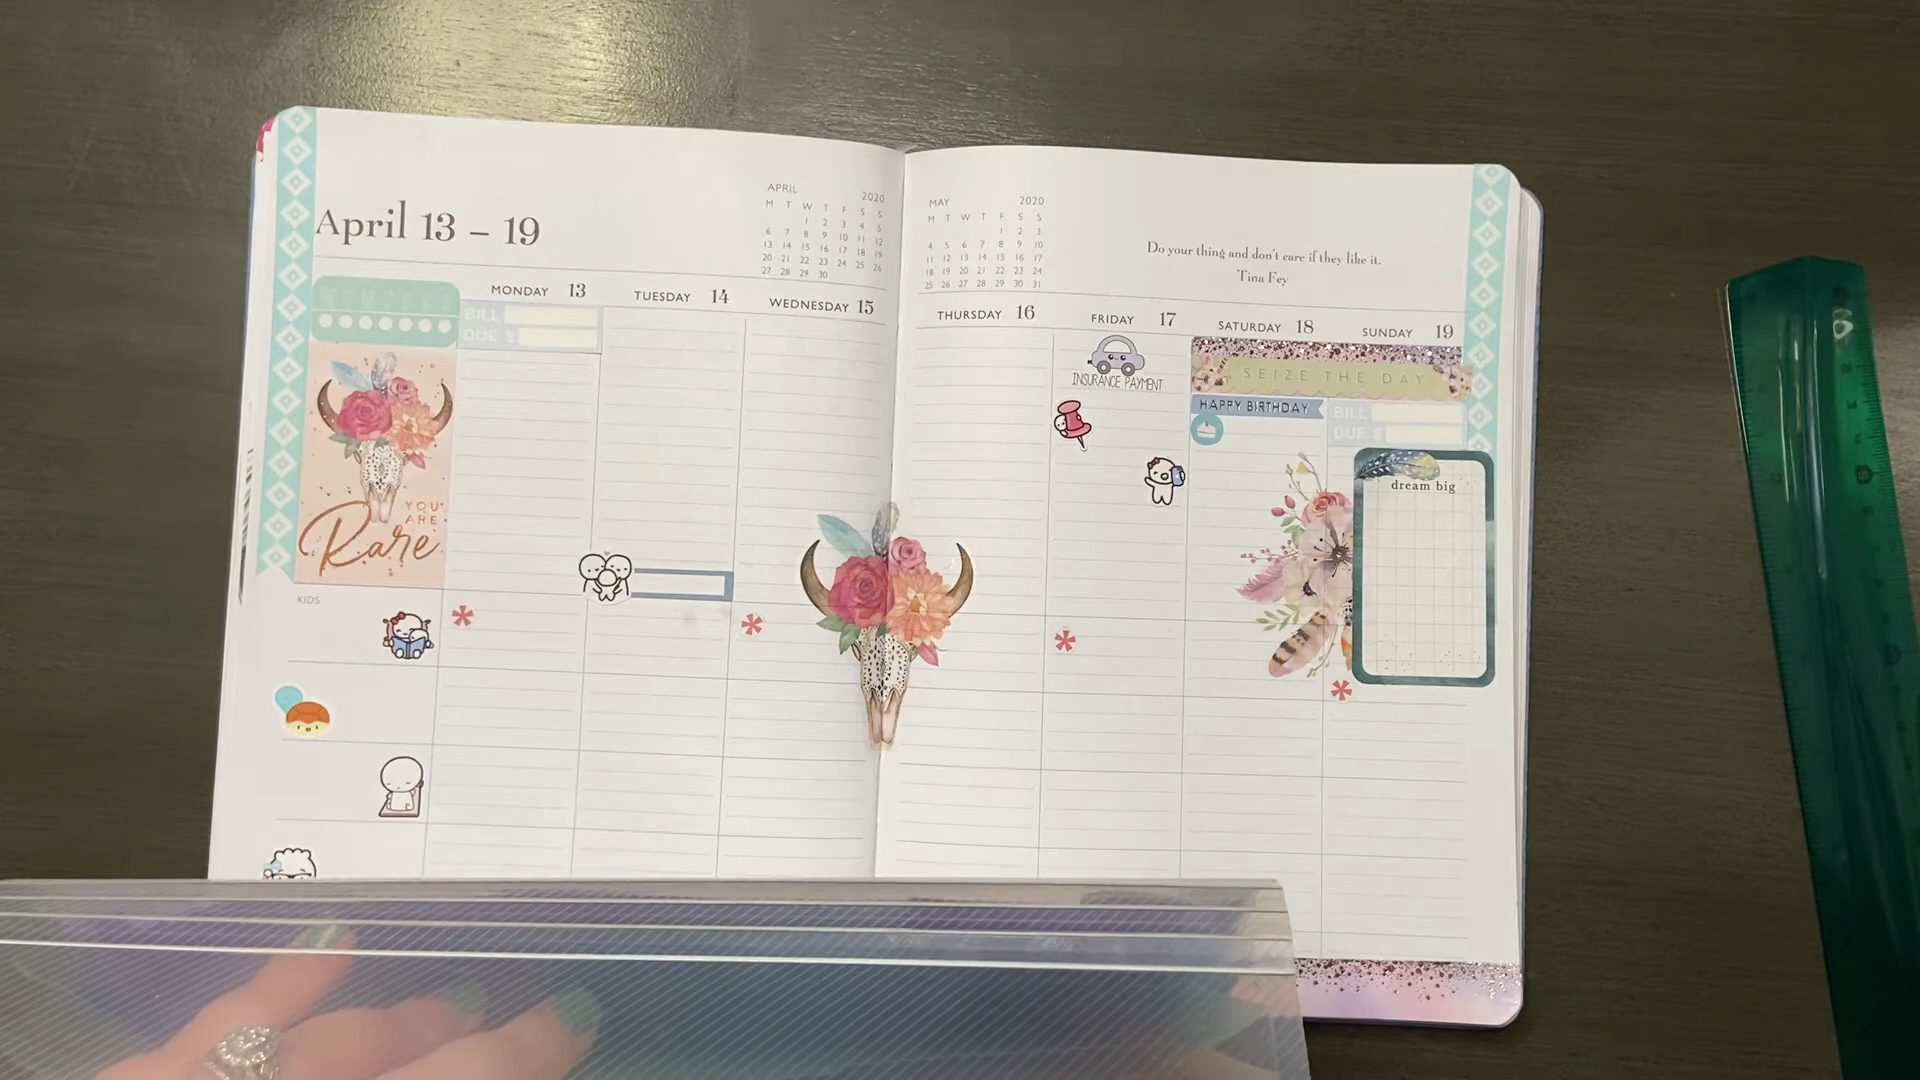 April 13 – 19
APRIL 2020
M T W T F S S
1 2 3 4 5
6 7 8 9 10 11 12
13 14 15 16 17 18 19
20 21 22 23 24 25 26
27 28 29 30
MAY 2020
M T W T F S S
1 2 3
4 5 6 7 8 9 10
11 12 13 14 15 16 17
18 19 20 21 22 23 24
25 26 27 28 29 30 31
Do your thing and don't care if they like it.
Tina Fey
MONDAY 13
TUESDAY 14
WEDNESDAY 15
THURSDAY 16
FRIDAY 17
SATURDAY 18
SUNDAY 19
BILL
DUE $
INSURANCE PAYMENT
SEIZE THE DAY
HAPPY BIRTHDAY
BILL
DUE $
dream big
YOU
ARE
Rare
KIDS